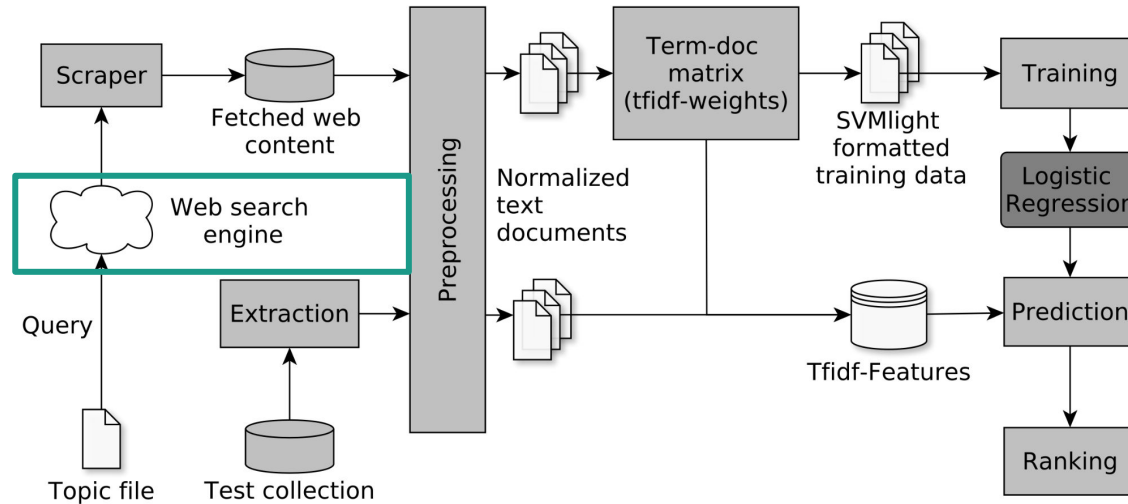 Scraper
Fetched web
content
Web search
engine
Query
Topic file
Extraction
Test collection
Preprocessing
Normalized
text
documents
Term-doc
matrix
(tfidf-weights)
SVMlight
formatted
training data
Tfidf-Features
Training
Logistic
Regression
Prediction
Ranking